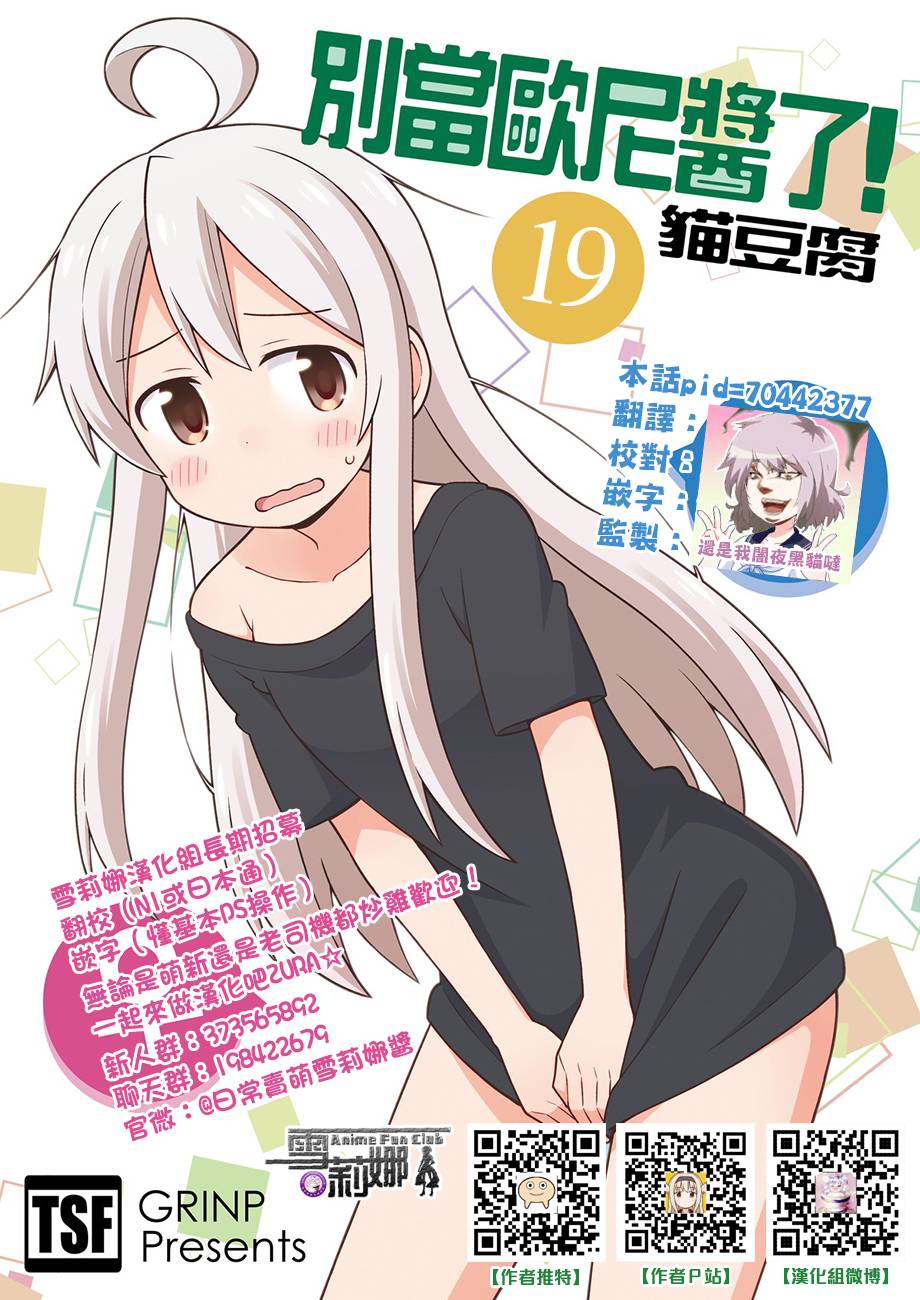 別當歐尼醬了!
貓豆腐
19
本話pid=70442377
翻譯：
校對：
嵌字：
監製：
還是我闇夜黑貓噠
雪莉娜漢化組長期招募
翻校（N1或日本通）
嵌字（懂基本PS操作）
無論是萌新還是老司機都炒雞歡迎！
一起來做漢化吧ZURA☆
新人群：373565892
聊天群：198422679
官微：@日常賣萌雪莉娜醬
Anime Fun Club
雪莉娜
TSF
GRINP
Presents
【作者推特】
【作者P站】
【漢化組微博】